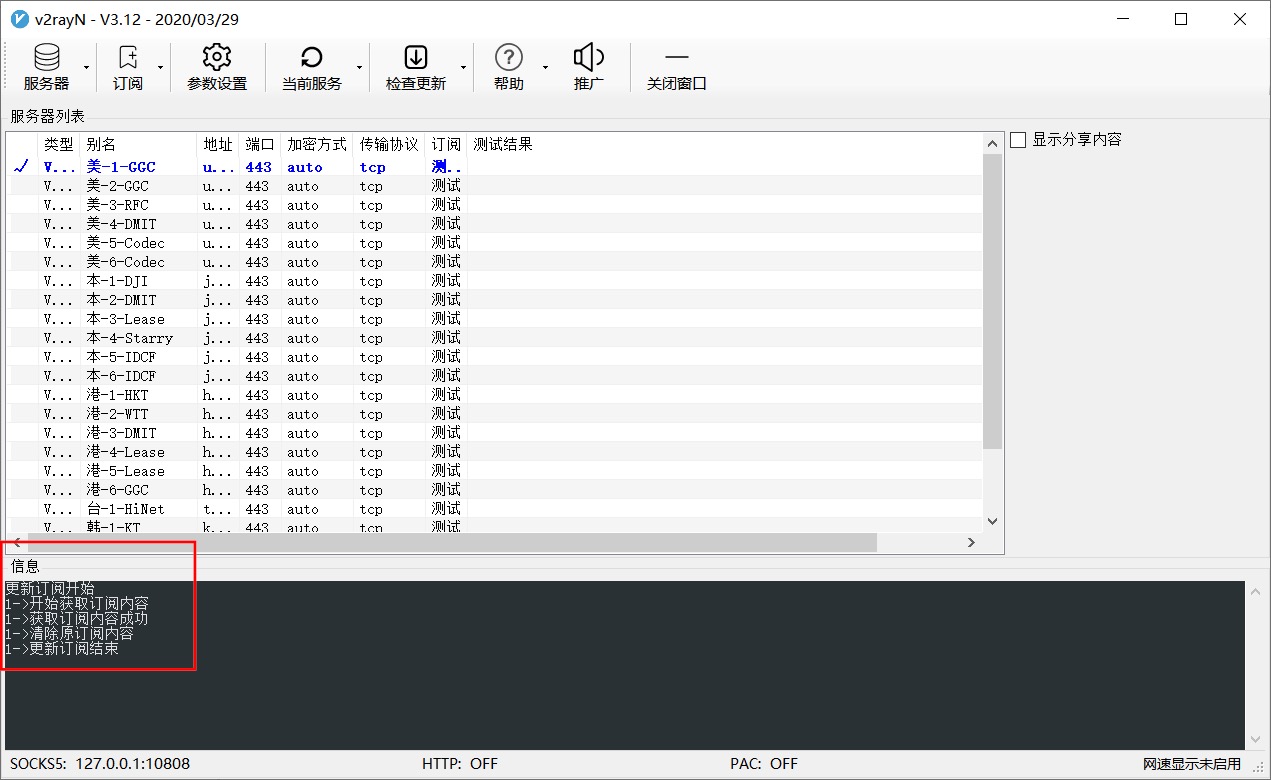 v2rayN - V3.12 - 2020/03/29
服务器 订阅 参数设置 当前服务 检查更新 帮助 推广 关闭窗口
服务器列表
类型 别名 地址 端口 加密方式 传输协议 订阅 测试结果
显示分享内容
V... 美-1-GGC u... 443 auto tcp 测..
V... 美-2-GGC u... 443 auto tcp 测试
V... 美-3-RFC u... 443 auto tcp 测试
V... 美-4-DMIT u... 443 auto tcp 测试
V... 美-5-Codec u... 443 auto tcp 测试
V... 美-6-Codec u... 443 auto tcp 测试
V... 本-1-DJI j... 443 auto tcp 测试
V... 本-2-DMIT j... 443 auto tcp 测试
V... 本-3-Lease j... 443 auto tcp 测试
V... 本-4-Starry j... 443 auto tcp 测试
V... 本-5-IDCF j... 443 auto tcp 测试
V... 本-6-IDCF j... 443 auto tcp 测试
V... 港-1-HKT h... 443 auto tcp 测试
V... 港-2-WTT h... 443 auto tcp 测试
V... 港-3-DMIT h... 443 auto tcp 测试
V... 港-4-Lease h... 443 auto tcp 测试
V... 港-5-Lease h... 443 auto tcp 测试
V... 港-6-GGC h... 443 auto tcp 测试
V... 台-1-HiNet t... 443 auto tcp 测试
V... 韩-1-KT k... 443 auto tcp 测试
信息
更新订阅开始
1->开始获取订阅内容
1->获取订阅内容成功
1->清除原订阅内容
1->更新订阅结束
SOCKS5: 127.0.0.1:10808 HTTP: OFF PAC: OFF 网速显示未启用